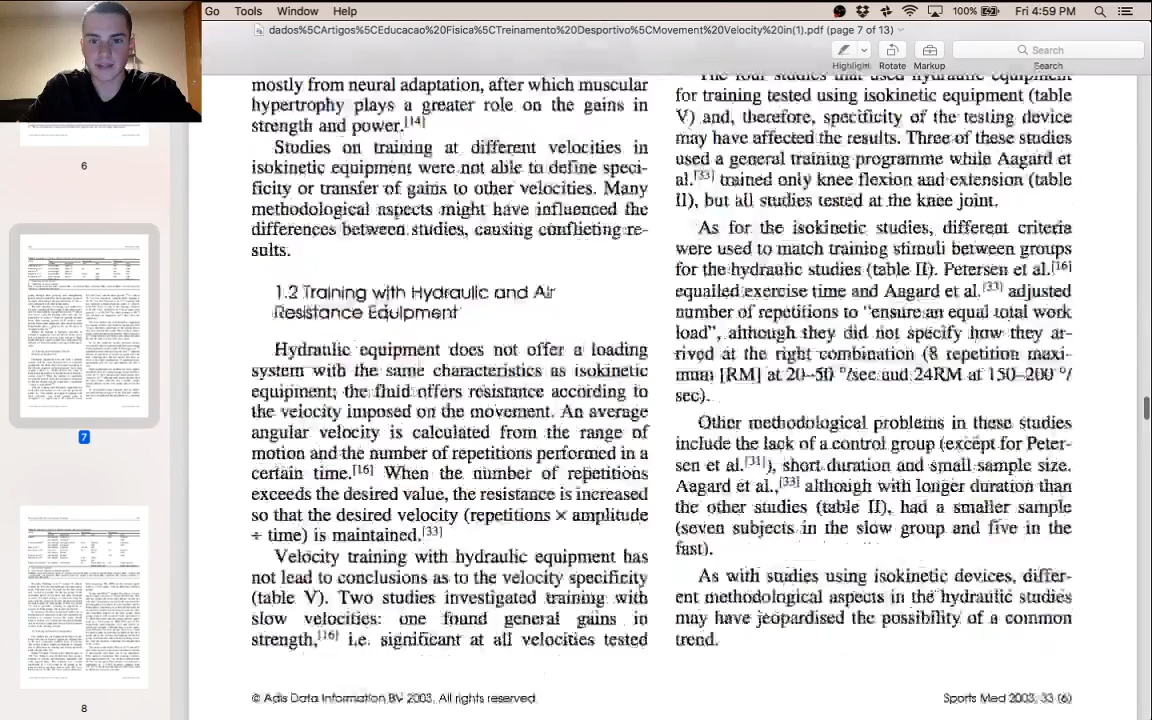 Go Tools Window Help
100% Fri 4:59 PM
dados%5CArtigos%5CEducacao%20Fisica%5CTreinamento%20Desportivo%5CMovement%20Velocity%20in(1).pdf (page 7 of 13)
Search
Highlight Rotate Markup Search
6
7
8
mostly from neural adaptation, after which muscular
hypertrophy plays a greater role on the gains in
strength and power.[14]
Studies on training at different velocities in
isokinetic equipment were not able to define speci-
ficity or transfer of gains to other velocities. Many
methodological aspects might have influenced the
differences between studies, causing conflicting re-
sults.
1.2 Training with Hydraulic and Air
Resistance Equipment
Hydraulic equipment does not offer a loading
system with the same characteristics as isokinetic
equipment; the fluid offers resistance according to
the velocity imposed on the movement. An average
angular velocity is calculated from the range of
motion and the number of repetitions performed in a
certain time.[16] When the number of repetitions
exceeds the desired value, the resistance is increased
so that the desired velocity (repetitions × amplitude
÷ time) is maintained.[33]
Velocity training with hydraulic equipment has
not lead to conclusions as to the velocity specificity
(table V). Two studies investigated training with
slow velocities: one found general gains in
strength,[16] i.e. significant at all velocities tested
The four studies that used hydraulic equipment
for training tested using isokinetic equipment (table
V) and, therefore, specificity of the testing device
may have affected the results. Three of these studies
used a general training programme while Aagard et
al.[33] trained only knee flexion and extension (table
II), but all studies tested at the knee joint.
As for the isokinetic studies, different criteria
were used to match training stimuli between groups
for the hydraulic studies (table II). Petersen et al.[16]
equailed exercise time and Aagard et al.[33] adjusted
number of repetitions to “ensure an equal total work
load”, although they did not specify how they ar-
rived at the right combination (8 repetition maxi-
mum [RM] at 20–50 °/sec and 24RM at 150–200 °/
sec).
Other methodological problems in these studies
include the lack of a control group (except for Peter-
sen et al.[31]), short duration and small sample size.
Aagard et al.,[33] although with longer duration than
the other studies (table II), had a smaller sample
(seven subjects in the slow group and five in the
fast).
As with studies using isokinetic devices, differ-
ent methodological aspects in the hydraulic studies
may have jeopardised the possibility of a common
trend.
© Adis Data Information BV 2003. All rights reserved.
Sports Med 2003; 33 (6)